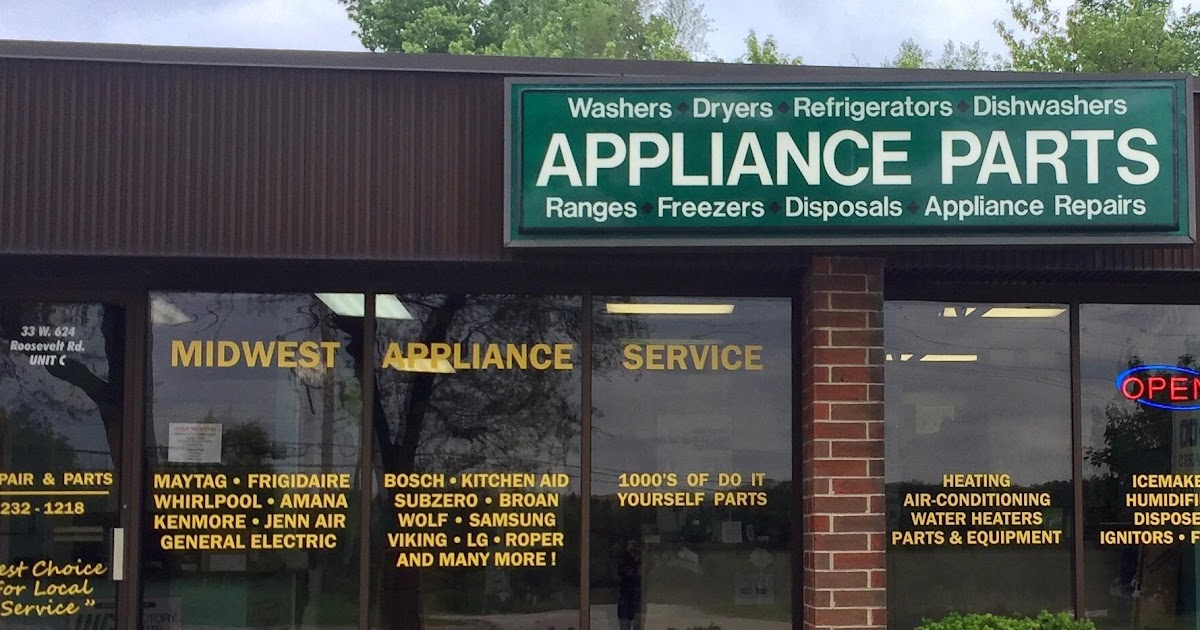 Washers Dryers Refrigerators Dishwashers
APPLIANCE PARTS
Ranges Freezers Disposals Appliance Repairs
33 W. 624
Roosevelt Rd.
UNIT C
PAIR & PARTS
232 - 1218
est Choice
For Local
Service ”
MIDWEST APPLIANCE SERVICE
MAYTAG • FRIGIDAIRE
WHIRLPOOL • AMANA
KENMORE • JENN AIR
GENERAL ELECTRIC
BOSCH • KITCHEN AID
SUBZERO • BROAN
WOLF • SAMSUNG
VIKING • LG • ROPER
AND MANY MORE !
1000'S OF DO IT
YOURSELF PARTS
HEATING
AIR-CONDITIONING
WATER HEATERS
PARTS & EQUIPMENT
OPEN
ICEMAKE
HUMIDIF
DISPOSE
IGNITORS • F